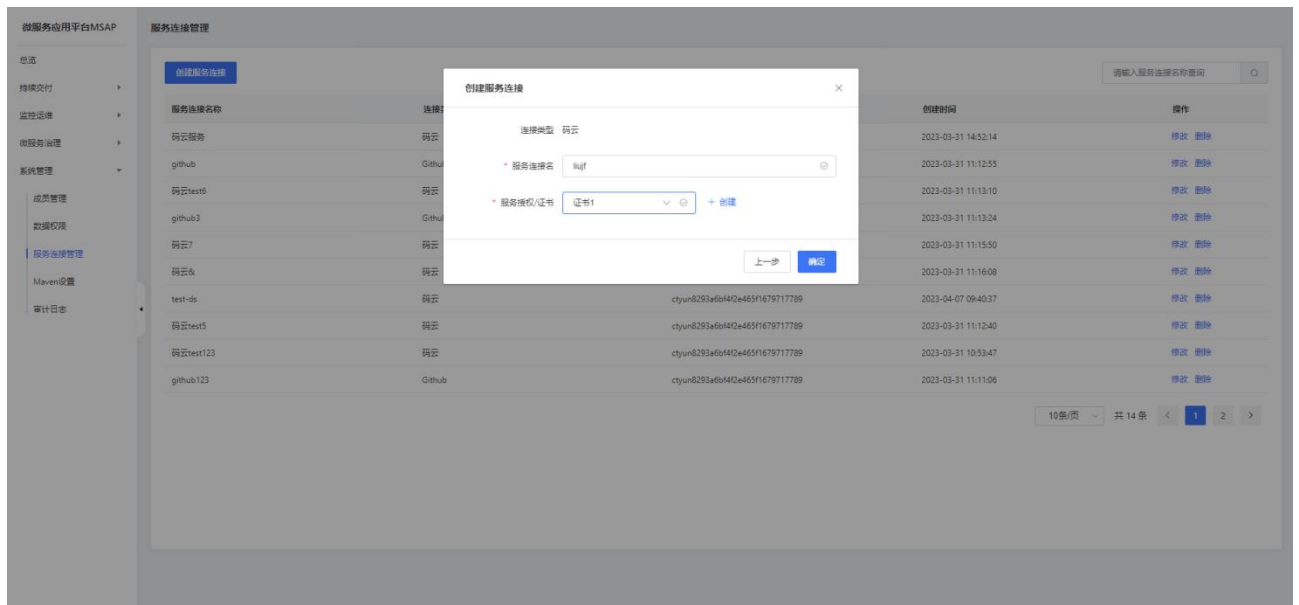 微服务应用平台MSAP
服务连接管理
总览
持续交付
监控运维
微服务治理
系统管理
成员管理
数据权限
服务连接管理
Maven设置
审计日志
创建服务连接
请输入服务连接名称查询
服务连接名称 连接 创建时间 操作
码云服务 码云 2023-03-31 14:52:14 修改 删除
github Githu 2023-03-31 11:12:55 修改 删除
码云test6 码云 2023-03-31 11:13:10 修改 删除
github3 Githu 2023-03-31 11:13:24 修改 删除
码云7 码云 2023-03-31 11:15:50 修改 删除
码云& 码云 2023-03-31 11:16:08 修改 删除
test-ds 码云 ctyun8293a6bf4f2e465f1679717789 2023-04-07 09:40:37 修改 删除
码云test5 码云 ctyun8293a6bf4f2e465f1679717789 2023-03-31 11:12:40 修改 删除
码云test123 码云 ctyun8293a6bf4f2e465f1679717789 2023-03-31 10:53:47 修改 删除
github123 Github ctyun8293a6bf4f2e465f1679717789 2023-03-31 11:11:06 修改 删除
10条/页 共 14 条 1 2
创建服务连接
连接类型 码云
* 服务连接名 liujf
* 服务授权/证书 证书1 + 创建
上一步 确定